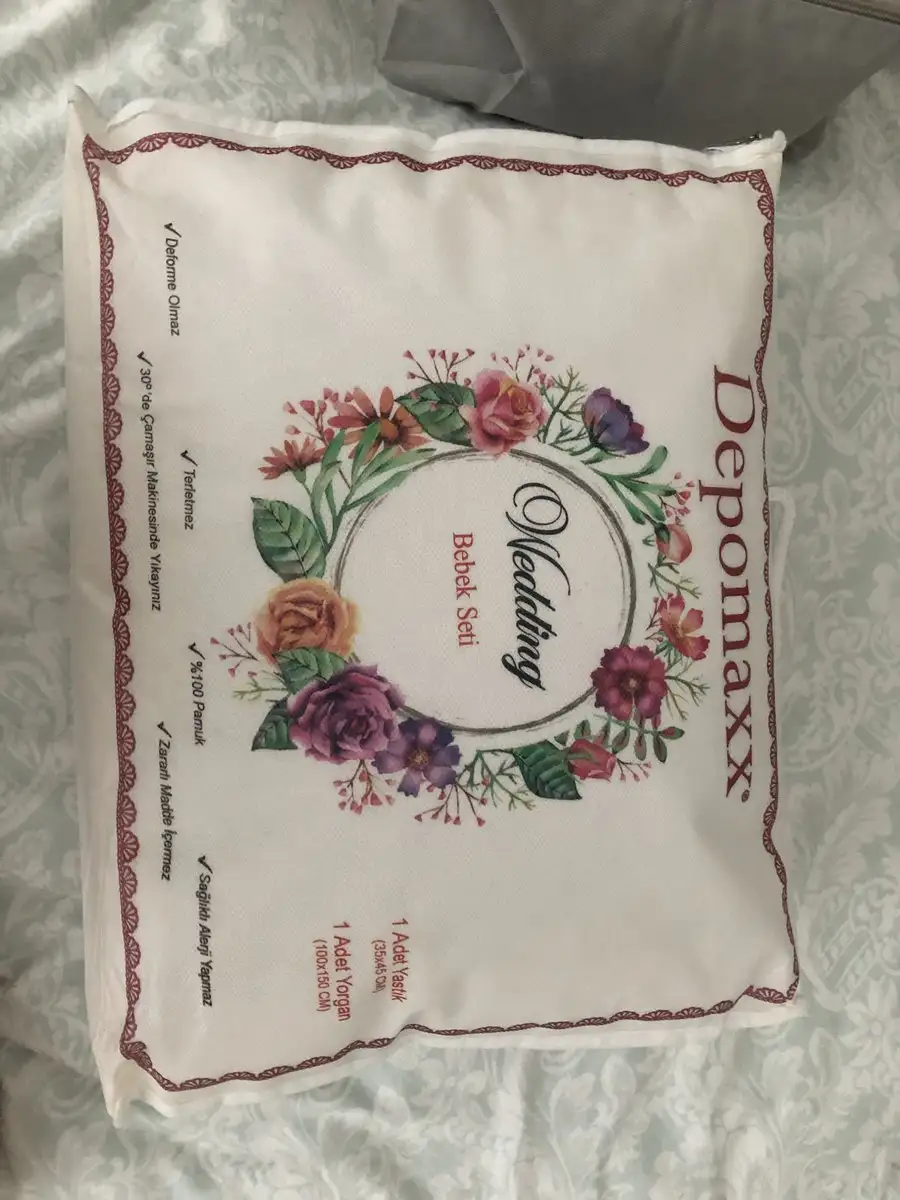 Depomaxx
Wedding
Bebek Seti
1 Adet Yastık
(35x45 CM)
1 Adet Yorgan
(100x150 CM)
✓ Deforme Olmaz
✓ Terletmez
✓ %100 Pamuk
✓ Sağlıklı Alerji Yapmaz
✓ 30º'de Çamaşır Makinesinde Yıkayınız
✓ Zararlı Madde İçermez